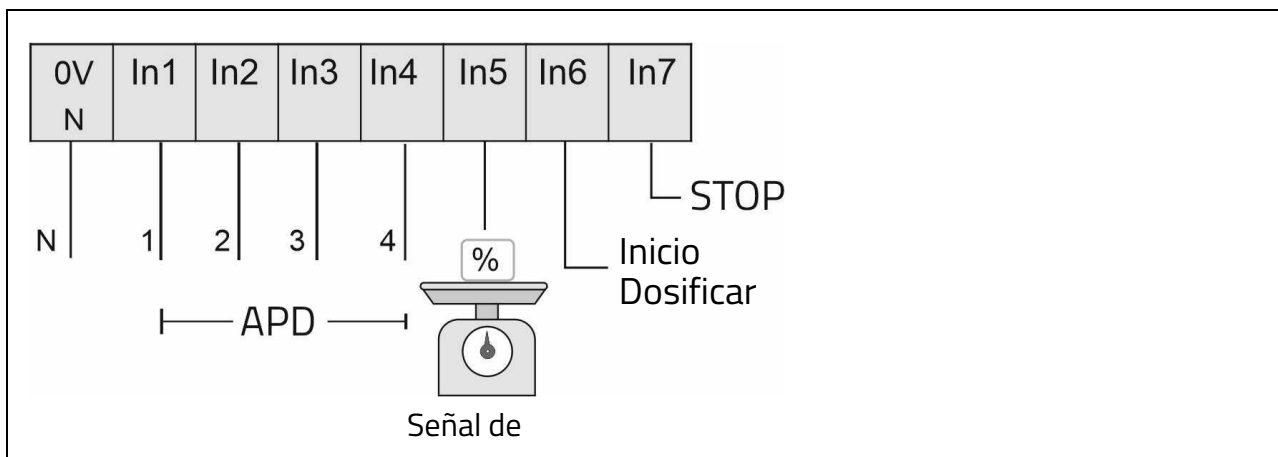 0V In1 In2 In3 In4 In5 In6 In7
N
STOP
N 1 2 3 4 % Inicio
Dosificar
APD
Señal de